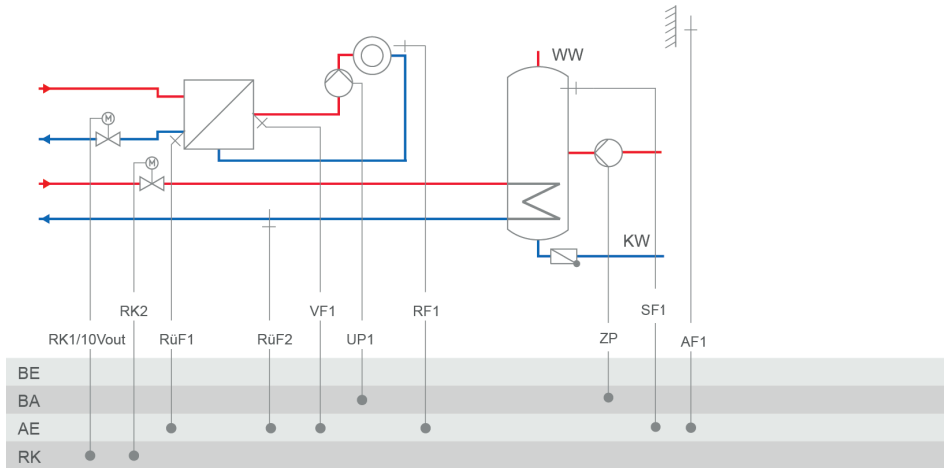 WW
M
M
KW
RK2
VF1
RF1
SF1
RK1/10Vout
RüF1
RüF2
UP1
ZP
AF1
BE
BA
AE
RK